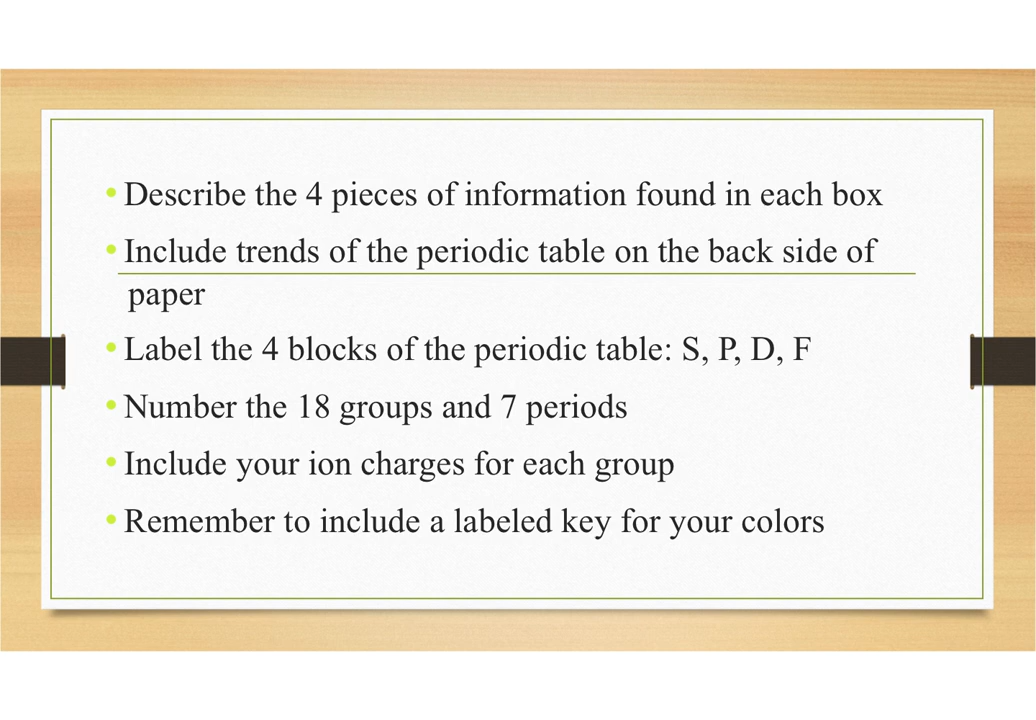 • Describe the 4 pieces of information found in each box
• Include trends of the periodic table on the back side of
paper
• Label the 4 blocks of the periodic table: S, P, D, F
• Number the 18 groups and 7 periods
• Include your ion charges for each group
• Remember to include a labeled key for your colors